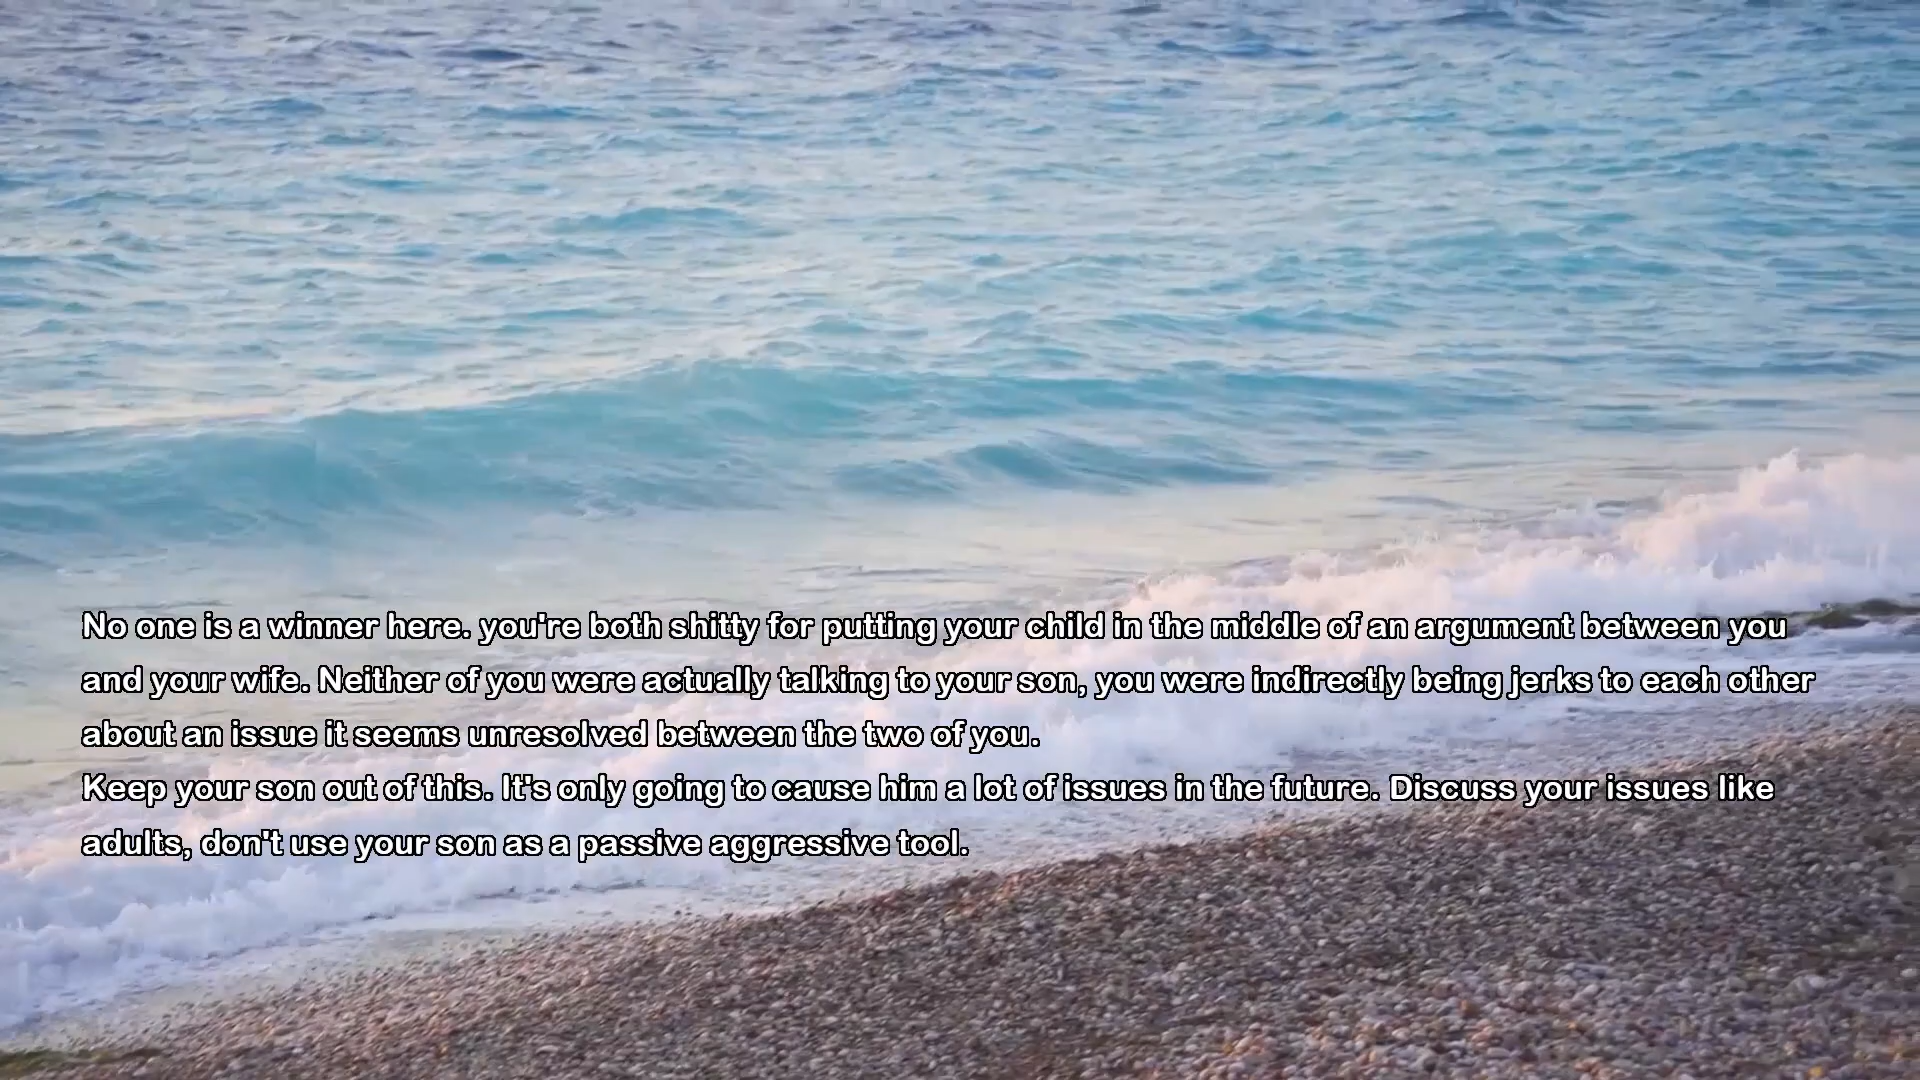 No one is a winner here. you're both shitty for putting your child in the middle of an argument between you
and your wife. Neither of you were actually talking to your son, you were indirectly being jerks to each other
about an issue it seems unresolved between the two of you.
Keep your son out of this. It's only going to cause him a lot of issues in the future. Discuss your issues like
adults, don't use your son as a passive aggressive tool.